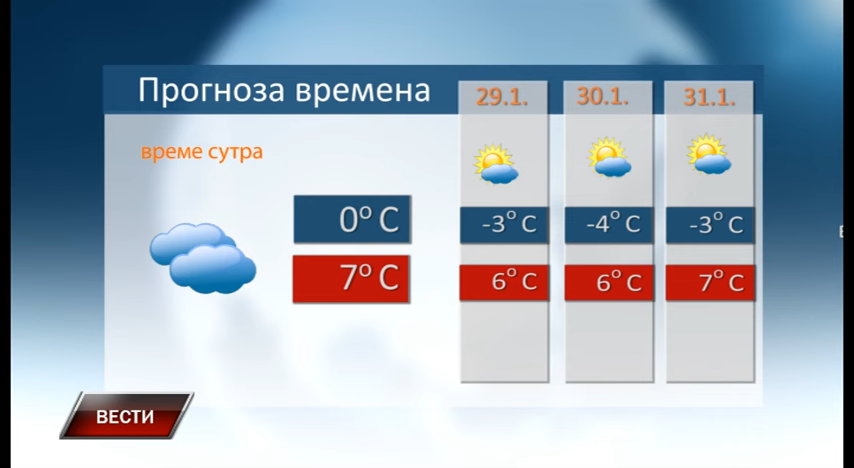 Прогноза времена
време сутра
0° C
7° C
29.1. 30.1. 31.1.
-3° C -4° C -3° C
6° C 6° C 7° C
ВЕСТИ